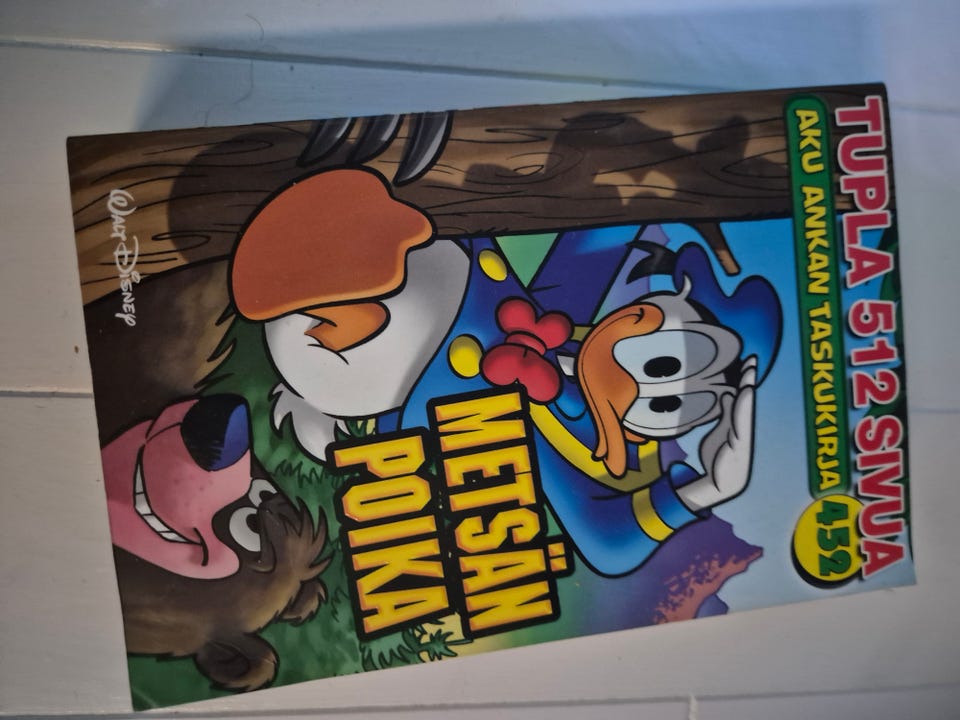 TUPLA 512 SIVUA
AKU ANKAN TASKUKIRJA 452
METSÄN
POIKA
WALT DISNEY